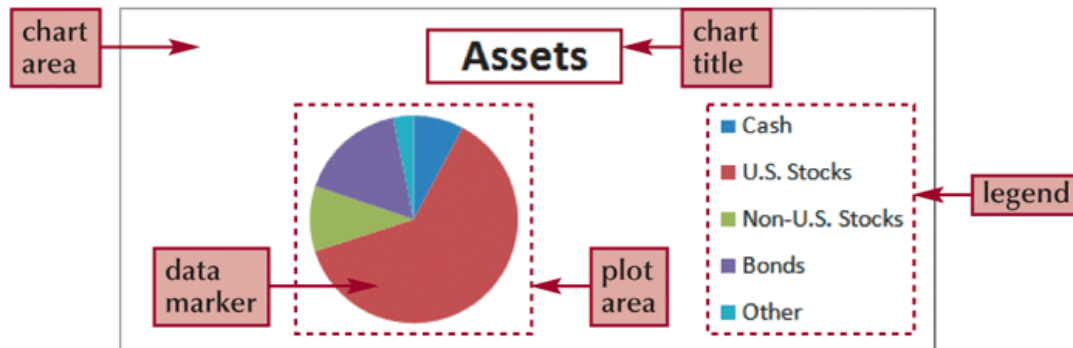 chart
area
Assets
chart
title
Cash
U.S. Stocks
Non-U.S. Stocks
Bonds
Other
legend
data
marker
plot
area